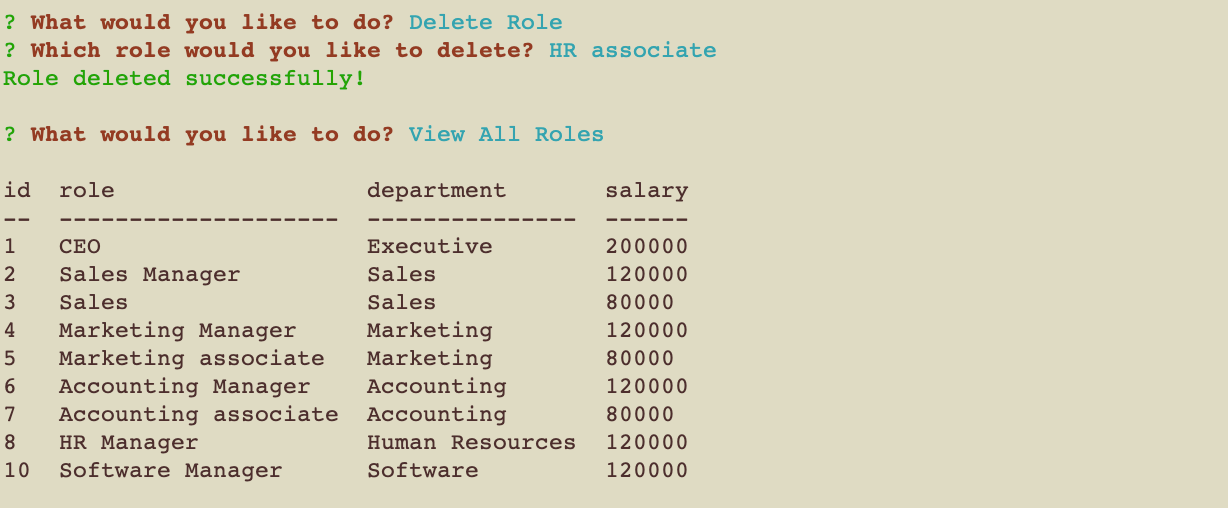 ? What would you like to do? Delete Role
? Which role would you like to delete? HR associate
Role deleted successfully!
? What would you like to do? View All Roles
id  role                  department       salary
--  --------------------  ---------------  ------
1   CEO                   Executive        200000
2   Sales Manager         Sales            120000
3   Sales                 Sales            80000
4   Marketing Manager     Marketing        120000
5   Marketing associate   Marketing        80000
6   Accounting Manager    Accounting       120000
7   Accounting associate  Accounting       80000
8   HR Manager            Human Resources  120000
10  Software Manager      Software         120000